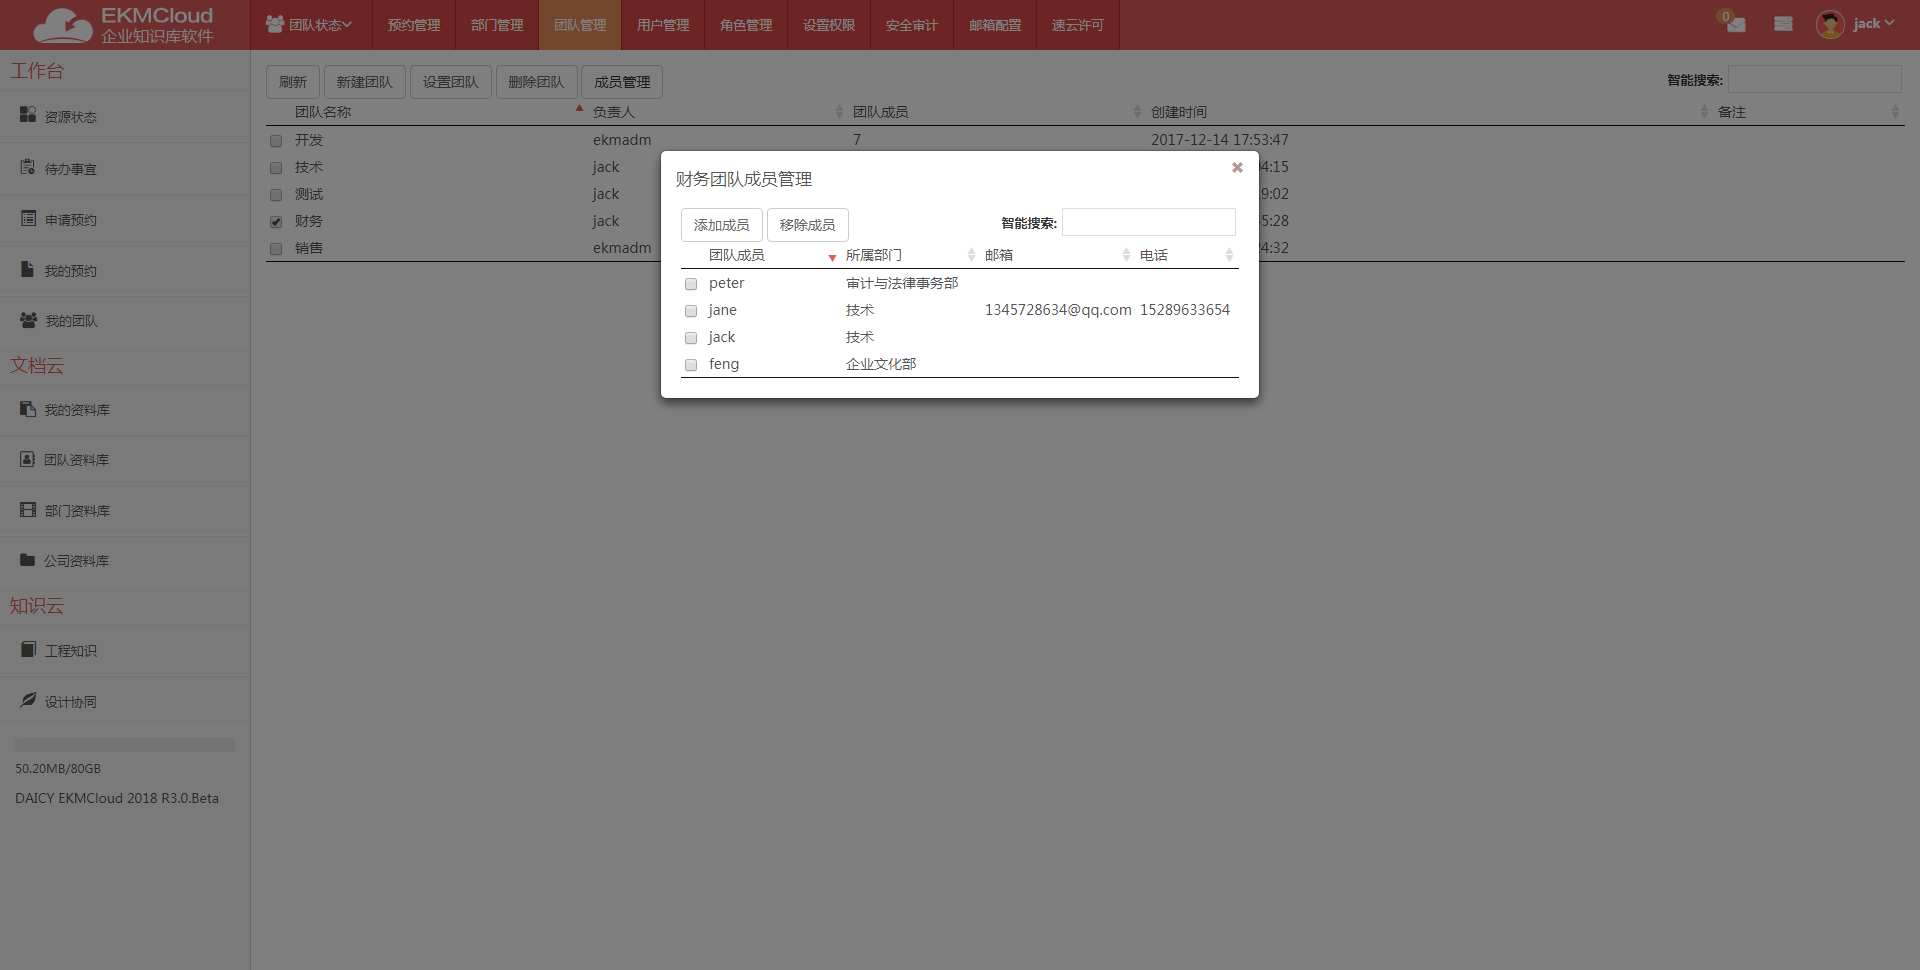 EKMCloud
企业知识库软件
团队状态 预约管理 部门管理 团队管理 用户管理 角色管理 设置权限 安全审计 邮箱配置 速云许可 0 jack
工作台
资源状态
待办事宜
申请预约
我的预约
我的团队
文档云
我的资料库
团队资料库
部门资料库
公司资料库
知识云
工程知识
设计协同
50.20MB/80GB
DAICY EKMCloud 2018 R3.0.Beta
刷新 新建团队 设置团队 删除团队 成员管理 智能搜索:
团队名称 负责人 团队成员 创建时间 备注
开发 ekmadm 7 2017-12-14 17:53:47
技术 jack 4:15
测试 jack 9:02
财务 jack 5:28
销售 ekmadm 4:32
财务团队成员管理
添加成员 移除成员 智能搜索:
团队成员 所属部门 邮箱 电话
peter 审计与法律事务部
jane 技术 1345728634@qq.com 15289633654
jack 技术
feng 企业文化部